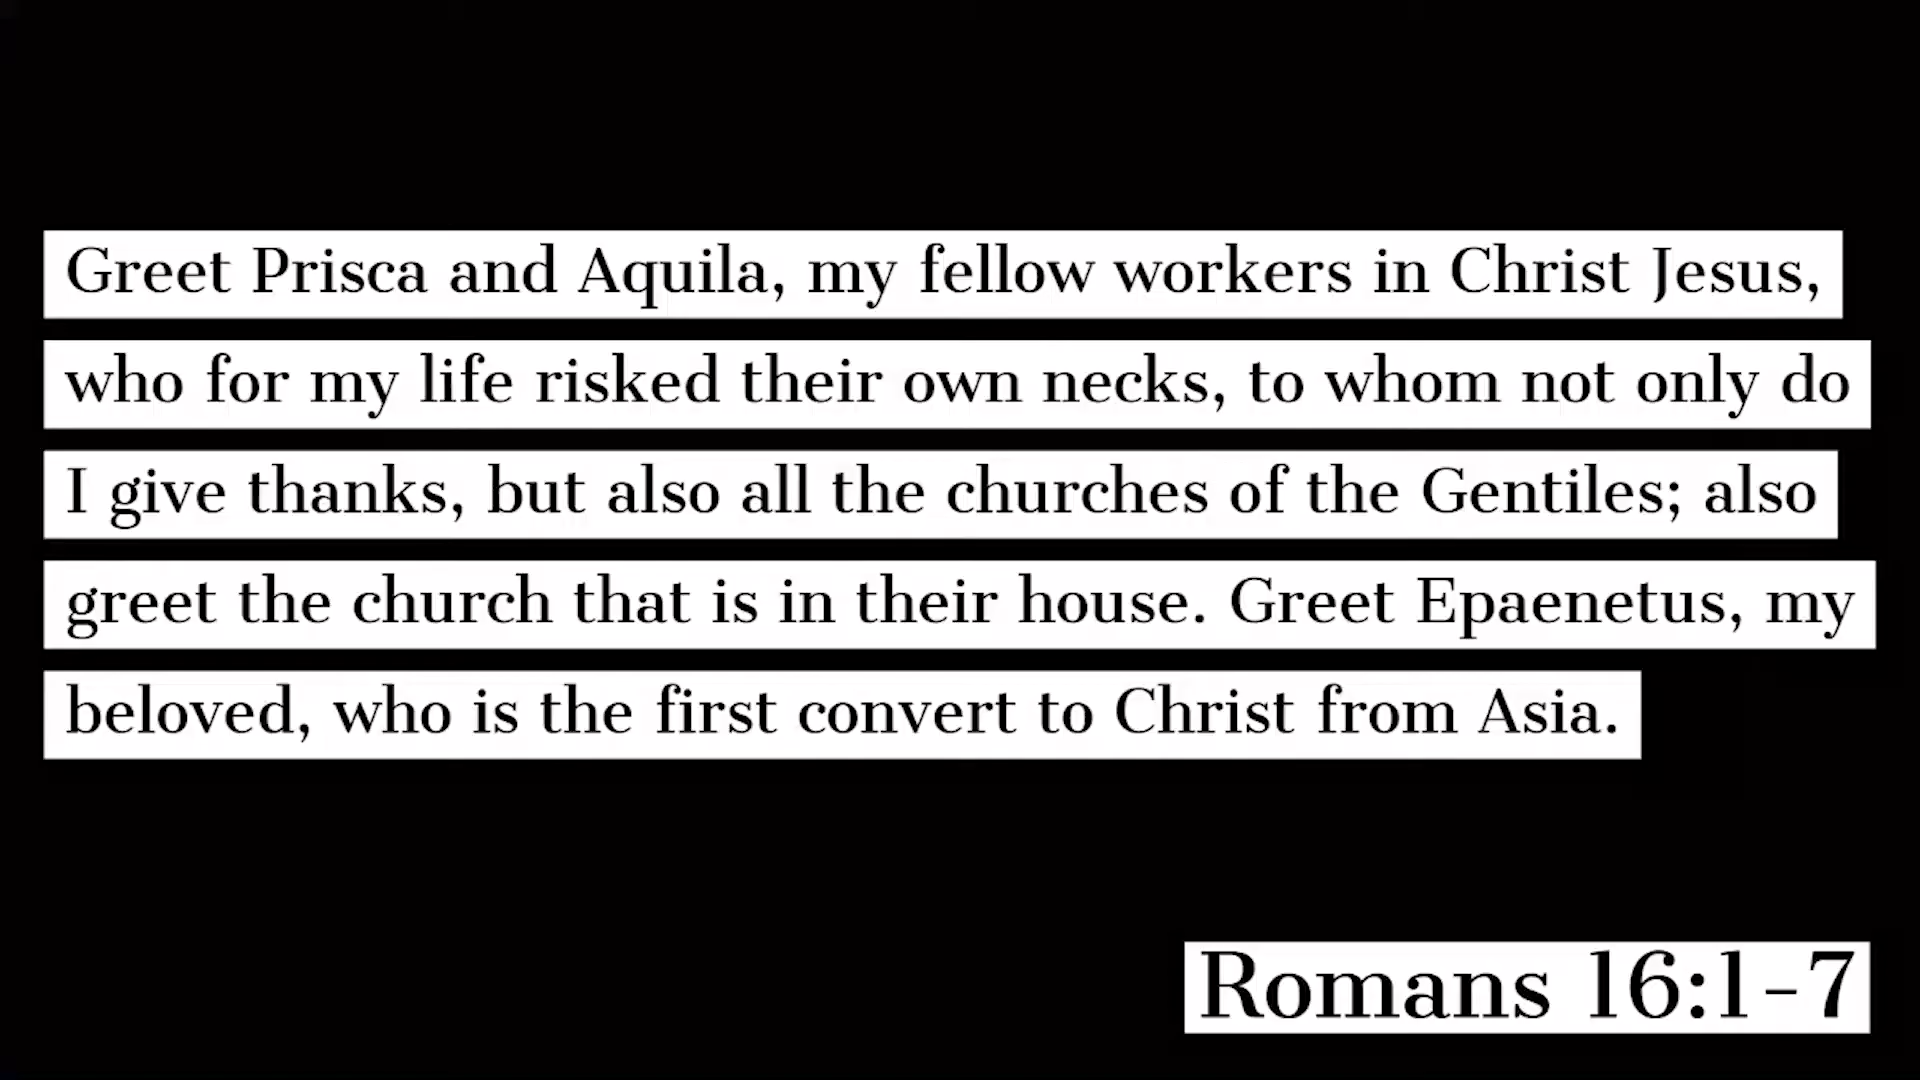 Greet Prisca and Aquila, my fellow workers in Christ Jesus,
who for my life risked their own necks, to whom not only do
I give thanks, but also all the churches of the Gentiles; also
greet the church that is in their house. Greet Epaenetus, my
beloved, who is the first convert to Christ from Asia.
Romans 16:1-7